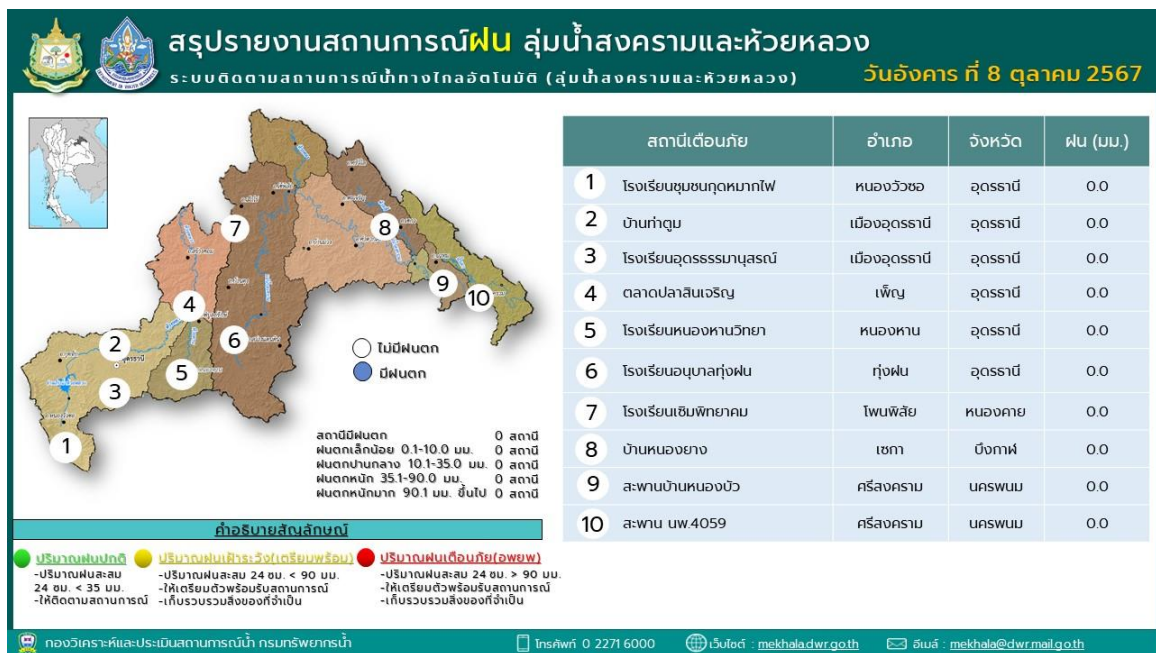 สรุปรายงานสถานการณ์ฝน ลุ่มน้ำสงครามและห้วยหลวง
ระบบติดตามสถานการณ์น้ำทางไกลอัตโนมัติ (ลุ่มน้ำสงครามและห้วยหลวง)
วันอังคาร ที่ 8 ตุลาคม 2567
สถานีเตือนภัย อำเภอ จังหวัด ฝน (มม.)
1 โรงเรียนชุมชนกุดหมากไฟ หนองวัวซอ อุดรธานี 0.0
2 บ้านท่าตูม เมืองอุดรธานี อุดรธานี 0.0
3 โรงเรียนอุดรธรรมานุสรณ์ เมืองอุดรธานี อุดรธานี 0.0
4 ตลาดปลาสินเจริญ เพ็ญ อุดรธานี 0.0
5 โรงเรียนหนองหานวิทยา หนองหาน อุดรธานี 0.0
6 โรงเรียนอนุบาลทุ่งฝน ทุ่งฝน อุดรธานี 0.0
7 โรงเรียนเซิมพิทยาคม โพนพิสัย หนองคาย 0.0
8 บ้านหนองยาง เซกา บึงกาฬ 0.0
9 สะพานบ้านหนองบัว ศรีสงคราม นครพนม 0.0
10 สะพาน นพ.4059 ศรีสงคราม นครพนม 0.0
7
8
9
10
4
6
2
5
3
1
ไม่มีฝนตก
มีฝนตก
สถานีมีฝนตก 0 สถานี
ฝนตกเล็กน้อย 0.1-10.0 มม. 0 สถานี
ฝนตกปานกลาง 10.1-35.0 มม. 0 สถานี
ฝนตกหนัก 35.1-90.0 มม. 0 สถานี
ฝนตกหนักมาก 90.1 มม. ขึ้นไป 0 สถานี
คำอธิบายสัญลักษณ์
ปริมาณฝนปกติ
-ปริมาณฝนสะสม
24 ชม. < 35 มม.
-ให้ติดตามสถานการณ์
ปริมาณฝนเฝ้าระวัง(เตรียมพร้อม)
-ปริมาณฝนสะสม 24 ชม. < 90 มม.
-ให้เตรียมตัวพร้อมรับสถานการณ์
-เก็บรวบรวมสิ่งของที่จำเป็น
ปริมาณฝนเตือนภัย(อพยพ)
-ปริมาณฝนสะสม 24 ชม. > 90 มม.
-ให้เตรียมตัวพร้อมรับสถานการณ์
-เก็บรวบรวมสิ่งของที่จำเป็น
กองวิเคราะห์และประเมินสถานการณ์น้ำ กรมทรัพยากรน้ำ โทรศัพท์ 0 2271 6000 เว็บไซต์ : mekhala.dwr.go.th อีเมล์ : mekhala@dwr.mail.go.th